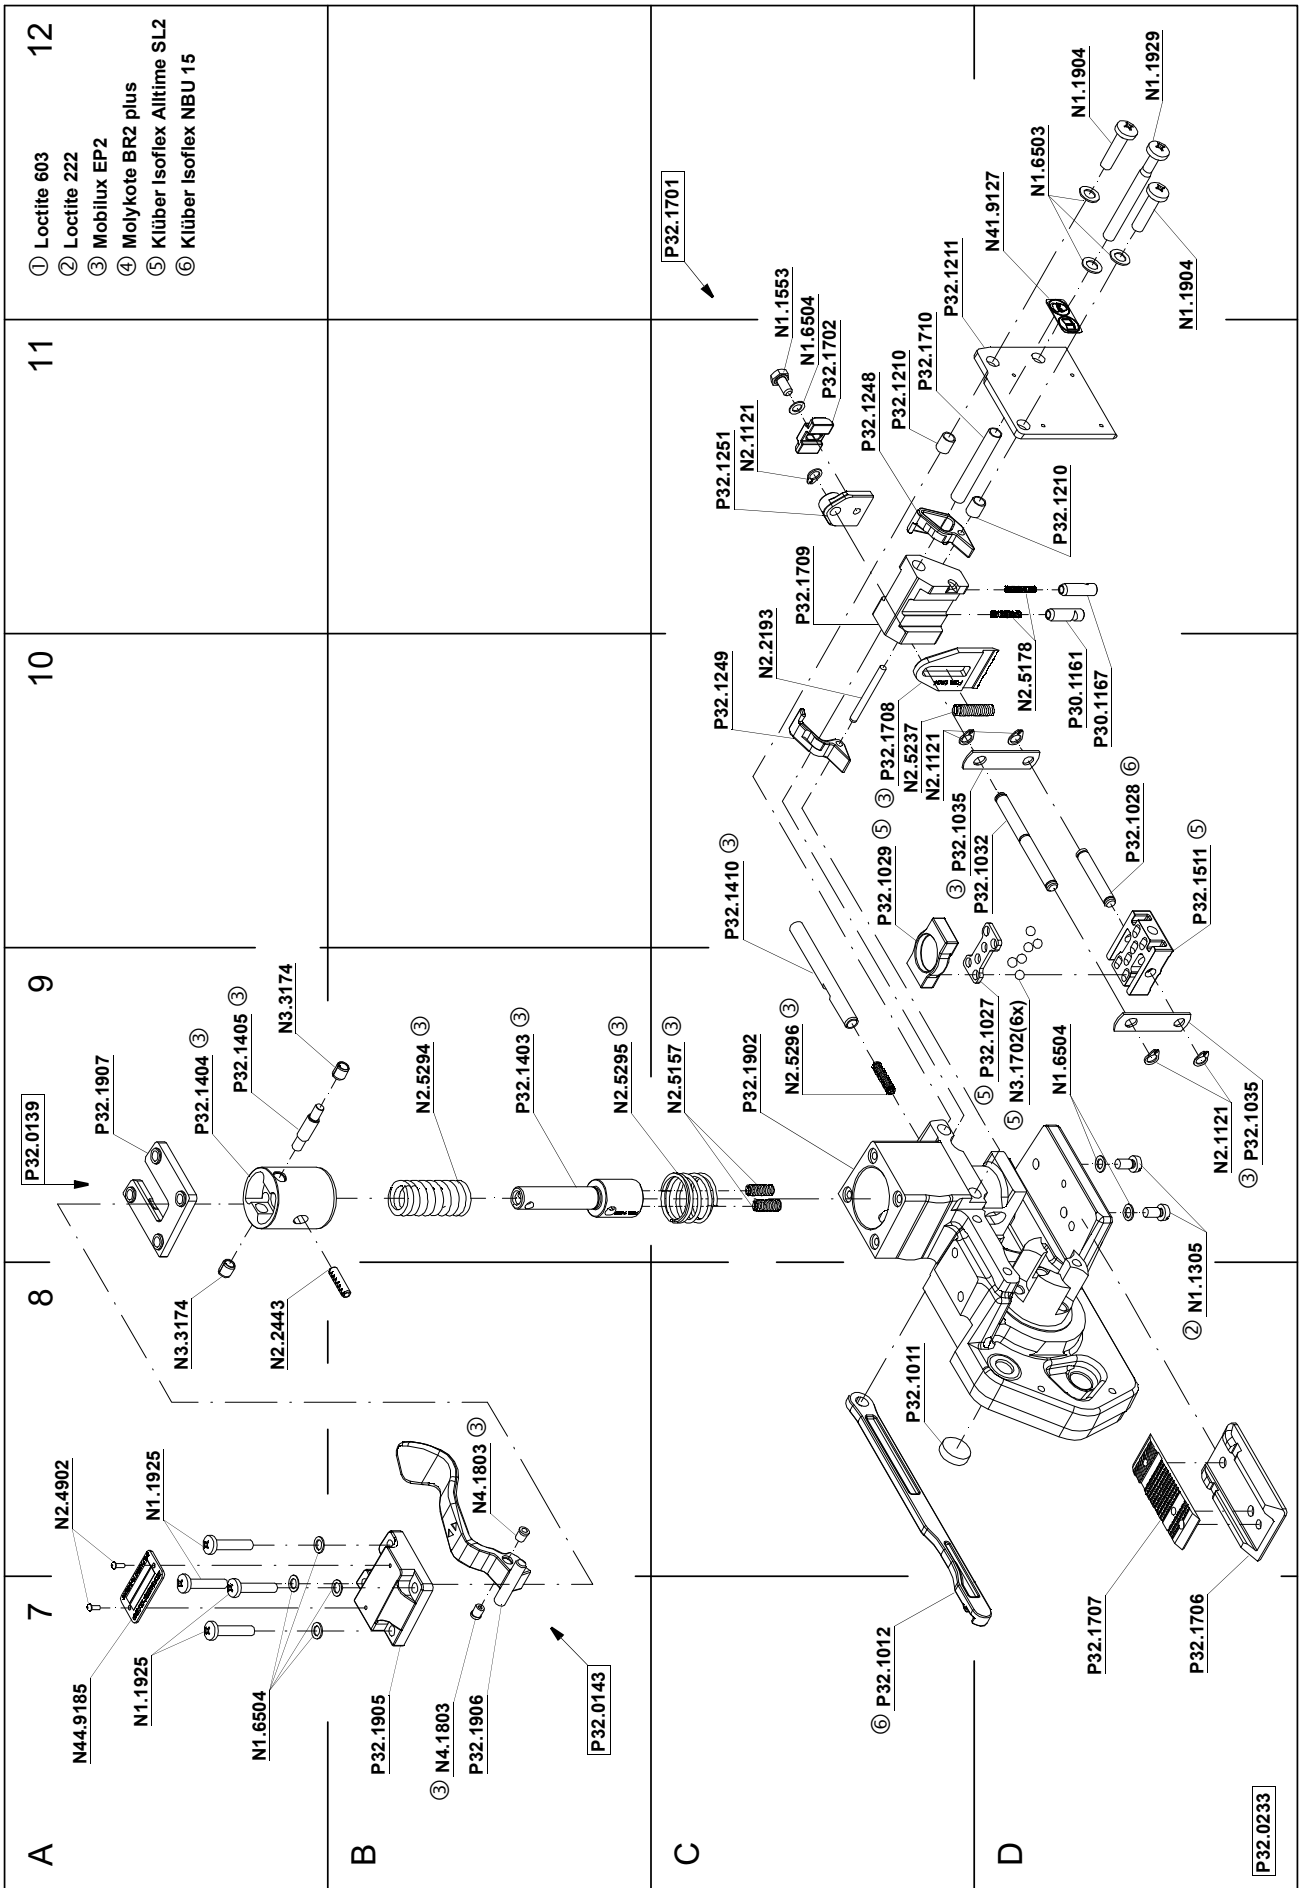 A
B
C
D
7
8
9
10
11
12
① Loctite 603
② Loctite 222
③ Mobilux EP2
④ Molykote BR2 plus
⑤ Klüber Isoflex Alltime SL2
⑥ Klüber Isoflex NBU 15
N44.9185
N2.4902
N1.1925
N1.1925
N1.6504
P32.1905
③ N4.1803
P32.1906
N4.1803 ③
P32.0143
P32.0139
P32.1907
P32.1404 ③
P32.1405 ③
N3.3174
N3.3174
N2.2443
N2.5294 ③
P32.1403 ③
N2.5295 ③
N2.5157 ③
P32.1902
N2.5296 ③
P32.1410 ③
P32.1701
N1.1553
N1.6504
P32.1702
N2.1121
P32.1251
P32.1248
P32.1210
P32.1710
P32.1211
N41.9127
N1.6503
N1.1904
N1.1929
N1.1904
P32.1210
P32.1709
N2.2193
P32.1249
③ P32.1708
N2.5237
N2.1121
③ P32.1035
P32.1032
N2.5178
P30.1161
P30.1167
P32.1028 ⑥
P32.1511 ⑤
P32.1029 ⑤
⑤ P32.1027
⑤ N3.1702(6x)
N1.6504
N2.1121
③ P32.1035
② N1.1305
P32.1011
⑥ P32.1012
P32.1707
P32.1706
P32.0233